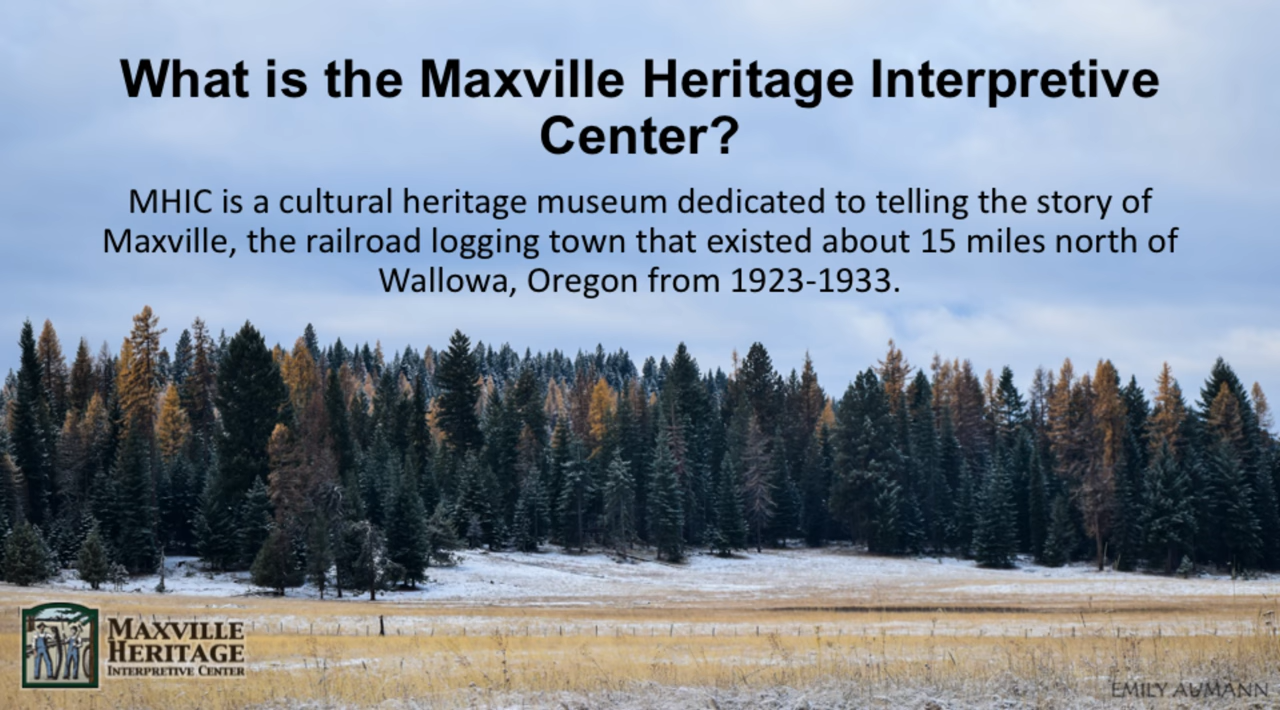 What is the Maxville Heritage Interpretive
Center?
MHIC is a cultural heritage museum dedicated to telling the story of
Maxville, the railroad logging town that existed about 15 miles north of
Wallowa, Oregon from 1923-1933.
MAXVILLE
HERITAGE
INTERPRETIVE CENTER
EMILY AUMANN